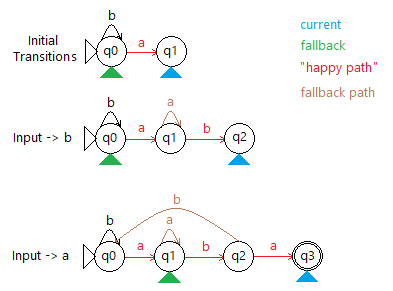 current
fallback
"happy path"
fallback path
Initial
Transitions
b
q0
a
q1
Input -> b
b
q0
a
a
q1
b
q2
Input -> a
b
q0
a
a
q1
b
b
q2
a
q3